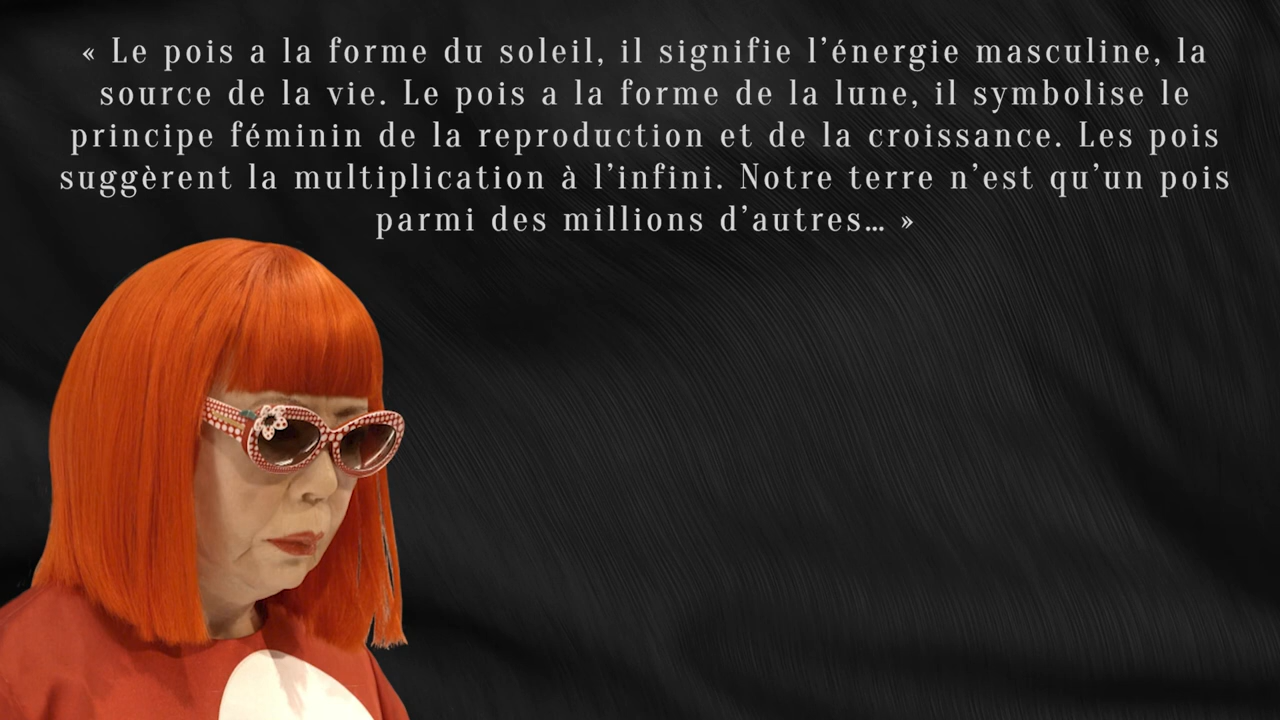 « Le pois a la forme du soleil, il signifie l’énergie masculine, la
source de la vie. Le pois a la forme de la lune, il symbolise le
principe féminin de la reproduction et de la croissance. Les pois
suggèrent la multiplication à l’infini. Notre terre n’est qu’un pois
parmi des millions d’autres… »